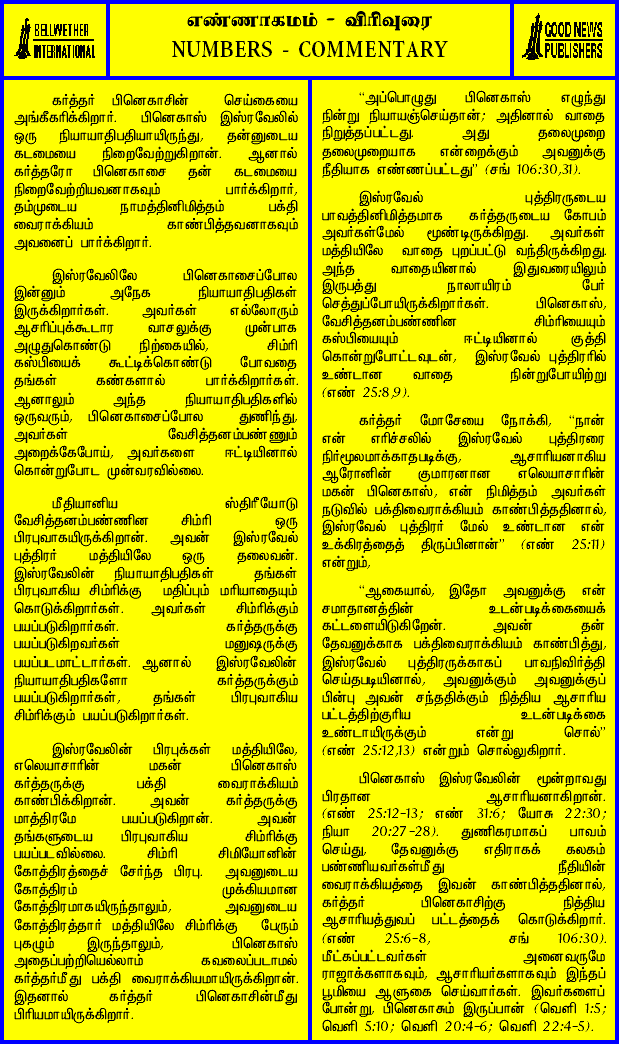 BELLWETHER
INTERNATIONAL
எண்ணாகமம் - விரிவுரை
NUMBERS - COMMENTARY
GOOD NEWS
PUBLISHERS
கர்த்தர் பினெகாசின் செய்கையை
அங்கீகரிக்கிறார். பினெகாஸ் இஸ்ரவேலில்
ஒரு நியாயாதிபதியாயிருந்து, தன்னுடைய
கடமையை நிறைவேற்றுகிறான். ஆனால்
கர்த்தரோ பினெகாசை தன் கடமையை
நிறைவேற்றியவனாகவும் பார்க்கிறார்,
தம்முடைய நாமத்தினிமித்தம் பக்தி
வைராக்கியம் காண்பித்தவனாகவும்
அவனைப் பார்க்கிறார்.
இஸ்ரவேலிலே பினெகாசைப்போல
இன்னும் அநேக நியாயாதிபதிகள்
இருக்கிறார்கள். அவர்கள் எல்லோரும்
ஆசரிப்புக்கூடார வாசலுக்கு முன்பாக
அழுதுகொண்டு நிற்கையில், சிம்ரி
கஸ்பியைக் கூட்டிக்கொண்டு போவதை
தங்கள் கண்களால் பார்க்கிறார்கள்.
ஆனாலும் அந்த நியாயாதிபதிகளில்
ஒருவரும், பினெகாசைப்போல துணிந்து,
அவர்கள் வேசித்தனம்பண்ணும்
அறைக்கேபோய், அவர்களை ஈட்டியினால்
கொன்றுபோட முன்வரவில்லை.
மீதியானிய ஸ்திரீயோடு
வேசித்தனம்பண்ணின சிம்ரி ஒரு
பிரபுவாகயிருக்கிறான். அவன் இஸ்ரவேல்
புத்திரர் மத்தியிலே ஒரு தலைவன்.
இஸ்ரவேலின் நியாயாதிபதிகள் தங்கள்
பிரபுவாகிய சிம்ரிக்கு மதிப்பும் மரியாதையும்
கொடுக்கிறார்கள். அவர்கள் சிம்ரிக்கும்
பயப்படுகிறார்கள். கர்த்தருக்கு
பயப்படுகிறவர்கள் மனுஷருக்கு
பயப்படமாட்டார்கள். ஆனால் இஸ்ரவேலின்
நியாயாதிபதிகளோ கர்த்தருக்கும்
பயப்படுகிறார்கள், தங்கள் பிரபுவாகிய
சிம்ரிக்கும் பயப்படுகிறார்கள்.
இஸ்ரவேலின் பிரபுக்கள் மத்தியிலே,
எலெயாசாரின் மகன் பினெகாஸ்
கர்த்தருக்கு பக்தி வைராக்கியம்
காண்பிக்கிறான். அவன் கர்த்தருக்கு
மாத்திரமே பயப்படுகிறான். அவன்
தங்களுடைய பிரபுவாகிய சிம்ரிக்கு
பயப்படவில்லை. சிம்ரி சிமியோனின்
கோத்திரத்தைச் சேர்ந்த பிரபு. அவனுடைய
கோத்திரம் முக்கியமான
கோத்திரமாகயிருந்தாலும், அவனுடைய
கோத்திரத்தார் மத்தியிலே சிம்ரிக்கு பேரும்
புகழும் இருந்தாலும், பினெகாஸ்
அதைப்பற்றியெல்லாம் கவலைப்படாமல்
கர்த்தர்மீது பக்தி வைராக்கியமாயிருக்கிறான்.
இதனால் கர்த்தர் பினெகாசின்மீது
பிரியமாயிருக்கிறார்.
“அப்பொழுது பினெகாஸ் எழுந்து
நின்று நியாயஞ்செய்தான்; அதினால் வாதை
நிறுத்தப்பட்டது. அது தலைமுறை
தலைமுறையாக என்றைக்கும் அவனுக்கு
நீதியாக எண்ணப்பட்டது” (சங் 106:30,31).
இஸ்ரவேல் புத்திரருடைய
பாவத்தினிமித்தமாக கர்த்தருடைய கோபம்
அவர்கள்மேல் மூண்டிருக்கிறது. அவர்கள்
மத்தியிலே வாதை புறப்பட்டு வந்திருக்கிறது.
அந்த வாதையினால் இதுவரையிலும்
இருபத்து நாலாயிரம் பேர்
செத்துப்போயிருக்கிறார்கள். பினெகாஸ்,
வேசித்தனம்பண்ணின சிம்ரியையும்
கஸ்பியையும் ஈட்டியினால் குத்தி
கொன்றுபோட்டவுடன், இஸ்ரவேல் புத்திரரில்
உண்டான வாதை நின்றுபோயிற்று
(எண் 25:8,9).
கர்த்தர் மோசேயை நோக்கி, “நான்
என் எரிச்சலில் இஸ்ரவேல் புத்திரரை
நிர்மூலமாக்காதபடிக்கு, ஆசாரியனாகிய
ஆரோனின் குமாரனான எலெயாசாரின்
மகன் பினெகாஸ், என் நிமித்தம் அவர்கள்
நடுவில் பக்திவைராக்கியம் காண்பித்ததினால்,
இஸ்ரவேல் புத்திரர் மேல் உண்டான என்
உக்கிரத்தைத் திருப்பினான்” (எண் 25:11)
என்றும்,
“ஆகையால், இதோ அவனுக்கு என்
சமாதானத்தின் உடன்படிக்கையைக்
கட்டளையிடுகிறேன். அவன் தன்
தேவனுக்காக பக்திவைராக்கியம் காண்பித்து,
இஸ்ரவேல் புத்திரருக்காகப் பாவநிவிர்த்தி
செய்தபடியினால், அவனுக்கும் அவனுக்குப்
பின்பு அவன் சந்ததிக்கும் நித்திய ஆசாரிய
பட்டத்திற்குரிய உடன்படிக்கை
உண்டாயிருக்கும் என்று சொல்”
(எண் 25:12,13) என்றும் சொல்லுகிறார்.
பினெகாஸ் இஸ்ரவேலின் மூன்றாவது
பிரதான ஆசாரியனாகிறான்.
(எண் 25:12-13; எண் 31:6; யோசு 22:30;
நியா 20:27-28). துணிகரமாகப் பாவம்
செய்து, தேவனுக்கு எதிராகக் கலகம்
பண்ணியவர்கள்மீது நீதியின்
வைராக்கியத்தை இவன் காண்பித்ததினால்,
கர்த்தர் பினெகாசிற்கு நித்திய
ஆசாரியத்துவப் பட்டத்தைக் கொடுக்கிறார்.
(எண் 25:6-8, சங் 106:30).
மீட்கப்பட்டவர்கள் அனைவருமே
ராஜாக்களாகவும், ஆசாரியர்களாகவும் இந்தப்
பூமியை ஆளுகை செய்வார்கள். இவர்களைப்
போன்று, பினெகாசும் இருப்பான் (வெளி 1:5;
வெளி 5:10; வெளி 20:4-6; வெளி 22:4-5).